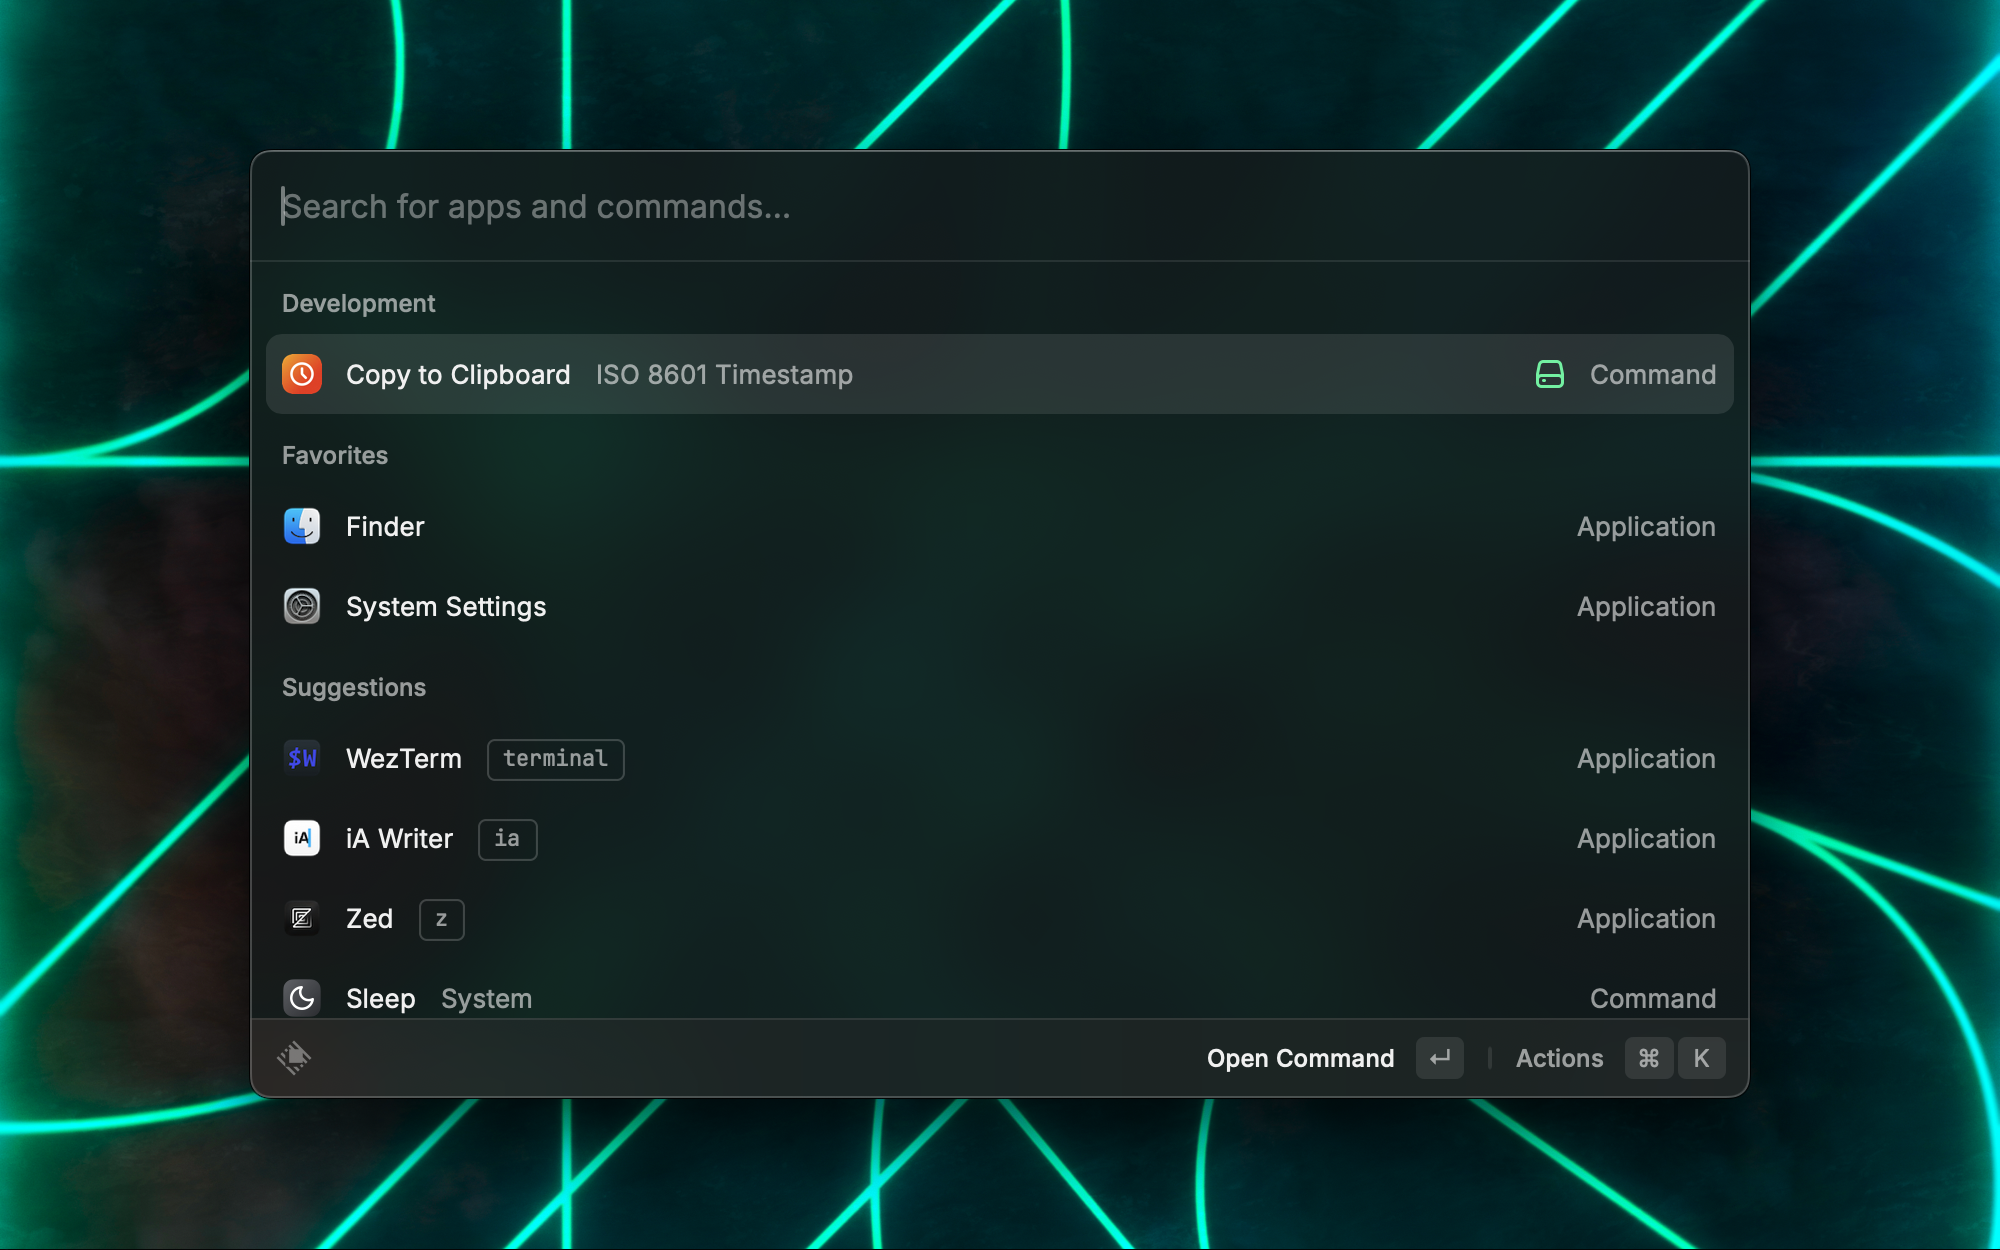 Search for apps and commands...
Development
Copy to Clipboard ISO 8601 Timestamp Command
Favorites
Finder Application
System Settings Application
Suggestions
$W WezTerm terminal Application
iA iA Writer ia Application
Zed z Application
Sleep System Command
Open Command ↵ Actions ⌘ K